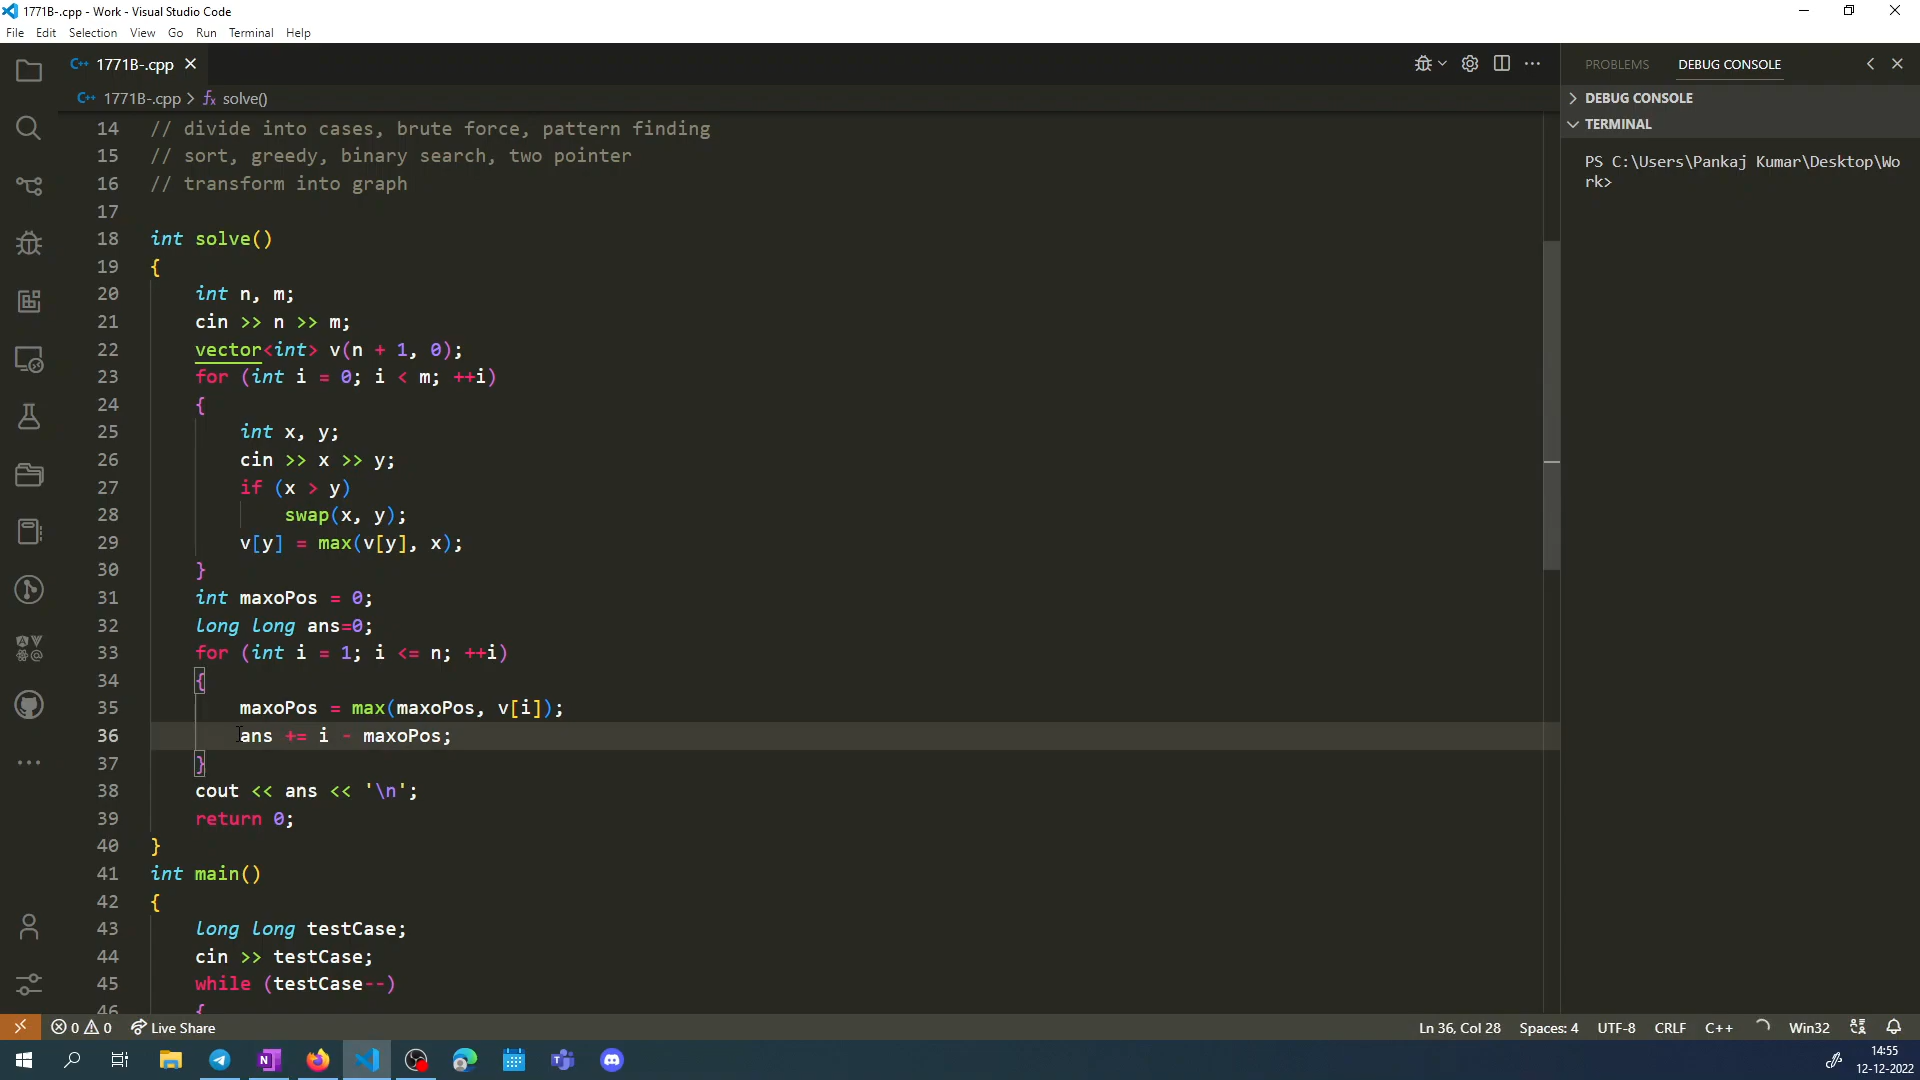 1771B-.cpp - Work - Visual Studio Code
File Edit Selection View Go Run Terminal Help
C++ 1771B-.cpp
PROBLEMS DEBUG CONSOLE
C++ 1771B-.cpp > solve()
DEBUG CONSOLE
TERMINAL
PS C:\Users\Pankaj Kumar\Desktop\Wo
rk>
14 // divide into cases, brute force, pattern finding
15 // sort, greedy, binary search, two pointer
16 // transform into graph
17
18 int solve()
19 {
20 int n, m;
21 cin >> n >> m;
22 vector<int> v(n + 1, 0);
23 for (int i = 0; i < m; ++i)
24 {
25 int x, y;
26 cin >> x >> y;
27 if (x > y)
28 swap(x, y);
29 v[y] = max(v[y], x);
30 }
31 int maxoPos = 0;
32 long long ans=0;
33 for (int i = 1; i <= n; ++i)
34 {
35 maxoPos = max(maxoPos, v[i]);
36 ans += i - maxoPos;
37 }
38 cout << ans << '\n';
39 return 0;
40 }
41 int main()
42 {
43 long long testCase;
44 cin >> testCase;
45 while (testCase--)
46 {
0 0 Live Share
Ln 36, Col 28 Spaces: 4 UTF-8 CRLF C++ Win32
14:55
12-12-2022